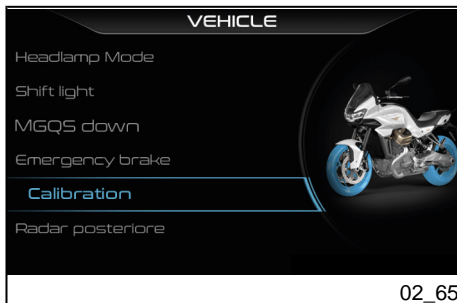 VEHICLE
Headlamp Mode
Shift light
MGQS down
Emergency brake
Calibration
Radar posteriore
02_65